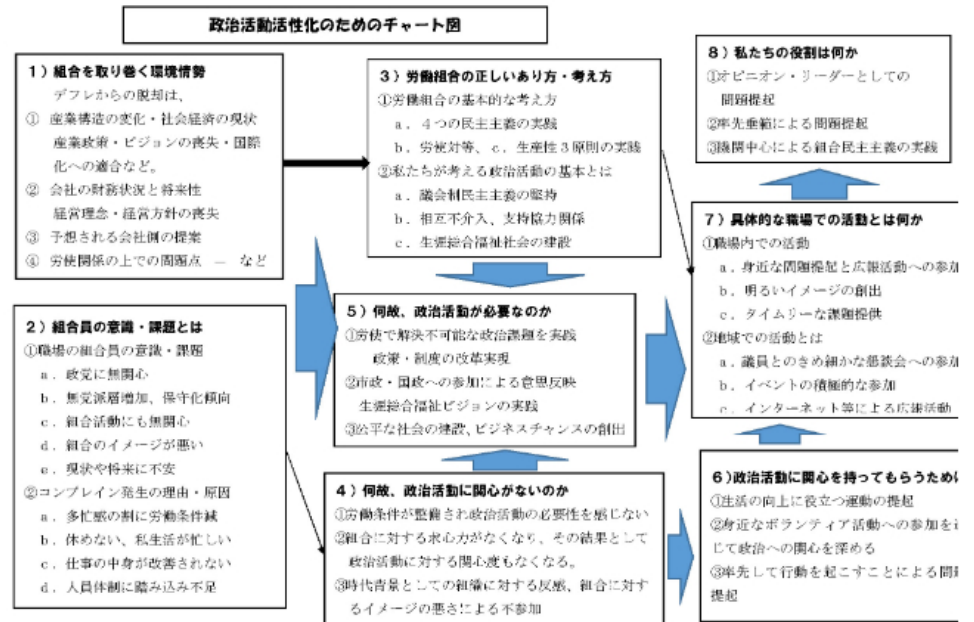 政治活動活性化のためのチャート図
1）組合を取り巻く環境情勢
デフレからの脱却は、
① 産業構造の変化・社会経済の現状
産業政策・ビジョンの喪失・国際
化への適合など。
② 会社の財務状況と将来性
経営理念・経営方針の喪失
③ 予想される会社側の提案
④ 労使関係の上での問題点 － など
2）組合員の意識・課題とは
①職場の組合員の意識・課題
a．政党に無関心
b．無党派層増加、保守化傾向
c．組合活動にも無関心
d．組合のイメージが悪い
e．現状や将来に不安
②コンプレイン発生の理由・原因
a．多忙感の割に労働条件減
b．休めない、私生活が忙しい
c．仕事の中身が改善されない
d．人員体制に踏み込み不足
3）労働組合の正しいあり方・考え方
①労働組合の基本的な考え方
a．４つの民主主義の実践
b．労使対等、c．生産性３原則の実践
②私たちが考える政治活動の基本とは
a．議会制民主主義の堅持
b．相互不介入、支持協力関係
c．生涯総合福祉社会の建設
5）何故、政治活動が必要なのか
①労使で解決不可能な政治課題を実践
政策・制度の改革実現
②市政・国政への参加による意思反映
生涯総合福祉ビジョンの実践
③公平な社会の建設、ビジネスチャンスの創出
4）何故、政治活動に関心がないのか
①労働条件が整備され政治活動の必要性を感じない
②組合に対する求心力がなくなり、その結果として
政治活動に対する関心度もなくなる。
③時代背景としての組織に対する反感、組合に対す
るイメージの悪さによる不参加
8）私たちの役割は何か
①オピニオン・リーダーとしての
問題提起
②率先垂範による問題提起
③機関中心による組合民主主義の実践
7）具体的な職場での活動とは何か
①職場内での活動
a．身近な問題提起と広報活動への参加
b．明るいイメージの創出
c．タイムリーな課題提供
②地域での活動とは
a．議員とのきめ細かな懇談会への参加
b．イベントの積極的な参加
c．インターネット等による広報活動
6)政治活動に関心を持ってもらうために
①生活の向上に役立つ運動の提起
②身近なボランティア活動への参加を通
じて政治への関心を深める
③率先して行動を起こすことによる問題
提起